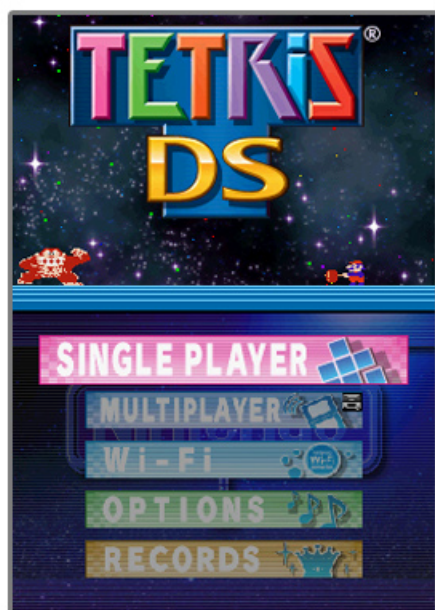 TETRIS®
DS
SINGLE PLAYER
MULTIPLAYER
Wi-Fi
OPTIONS
RECORDS